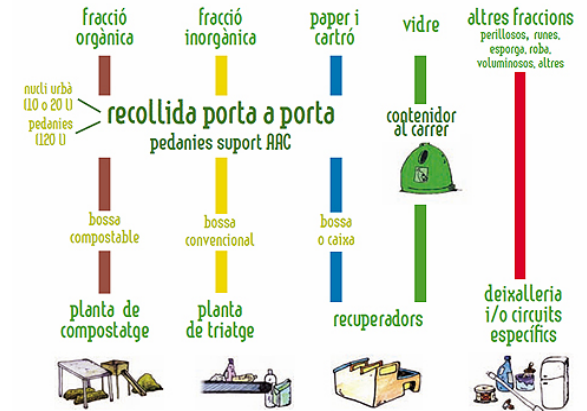 fracció
orgànica
fracció
inorgànica
paper i
cartró
vidre
altres fraccions
perillosos, runes,
esporga, roba,
voluminosos, altres
nucli urbà
(10 o 20 l)
pedanies
(120 l)
recollida porta a porta
pedanies suport AAC
contenidor
al carrer
bossa
compostable
bossa
convencional
bossa
o caixa
planta de
compostatge
planta
de triatge
recuperadors
deixalleria
i/o circuits
específics